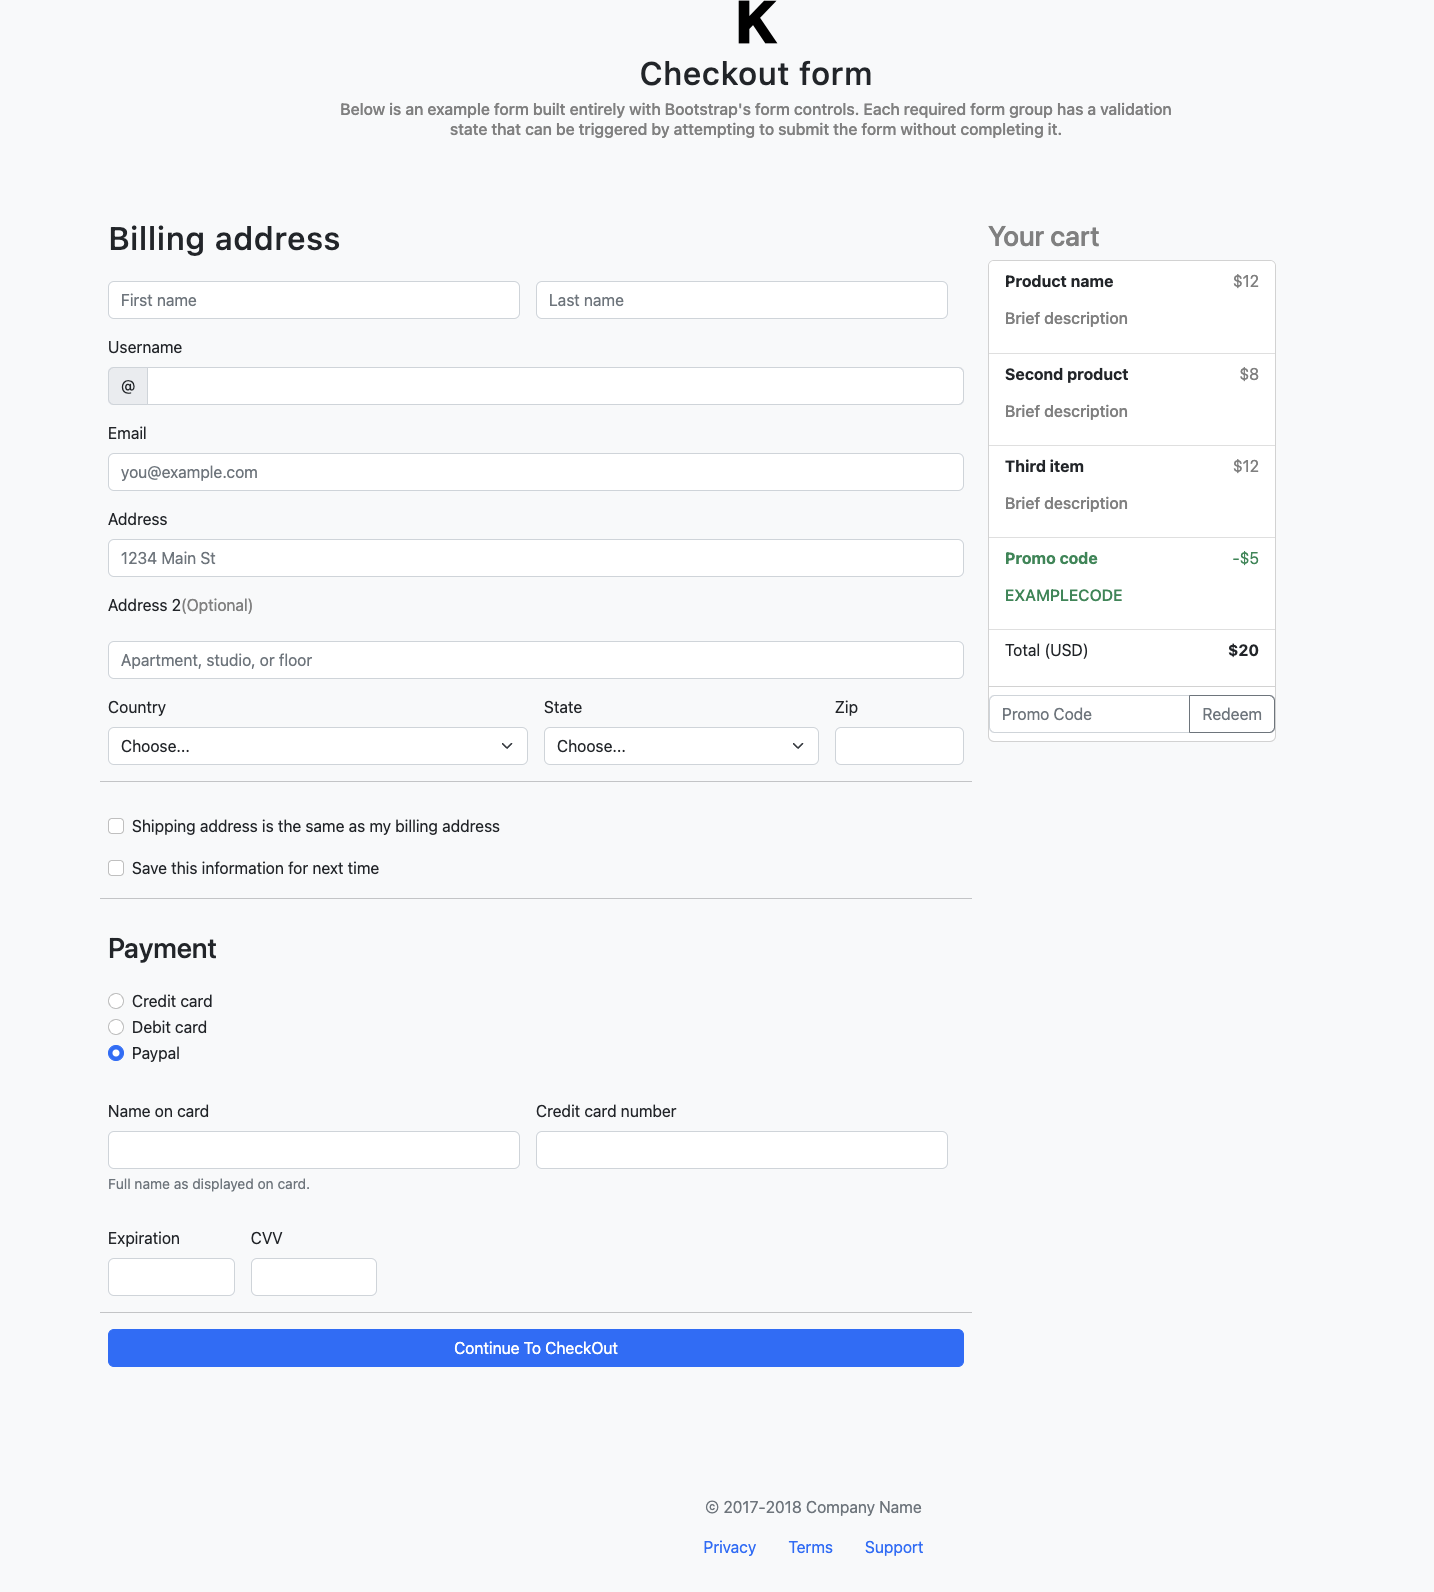 K
Checkout form
Below is an example form built entirely with Bootstrap's form controls. Each required form group has a validation
state that can be triggered by attempting to submit the form without completing it.
Billing address
First name
Last name
Username
@
Email
you@example.com
Address
1234 Main St
Address 2(Optional)
Apartment, studio, or floor
Country
State
Zip
Choose...
Choose...
Shipping address is the same as my billing address
Save this information for next time
Payment
Credit card
Debit card
Paypal
Name on card
Credit card number
Full name as displayed on card.
Expiration
CVV
Continue To CheckOut
Your cart
Product name $12
Brief description
Second product $8
Brief description
Third item $12
Brief description
Promo code -$5
EXAMPLECODE
Total (USD) $20
Promo Code
Redeem
© 2017-2018 Company Name
Privacy Terms Support